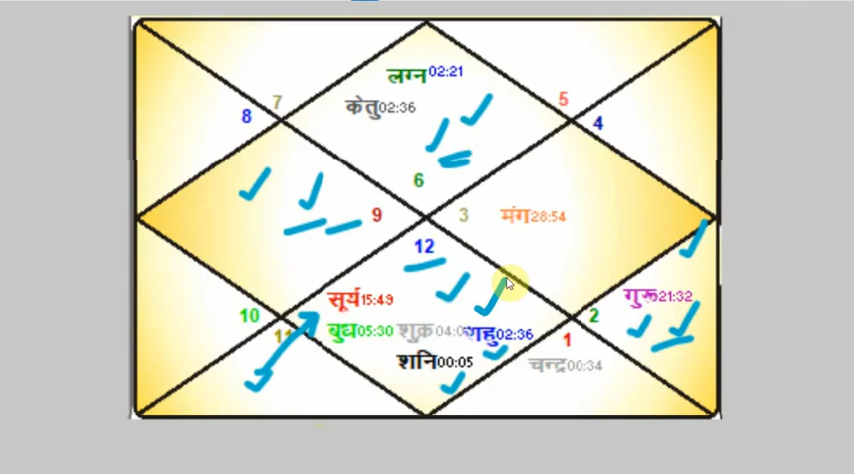 लग्न02:21
केतु02:36
7
8
5
4
6
9
3
मंग28:54
12
सूर्य15:49
बुध05:30 शुक्र04:0 राहु02:36
शनि00:05
10
11
गुरू21:32
2
1
चन्द्र00:34